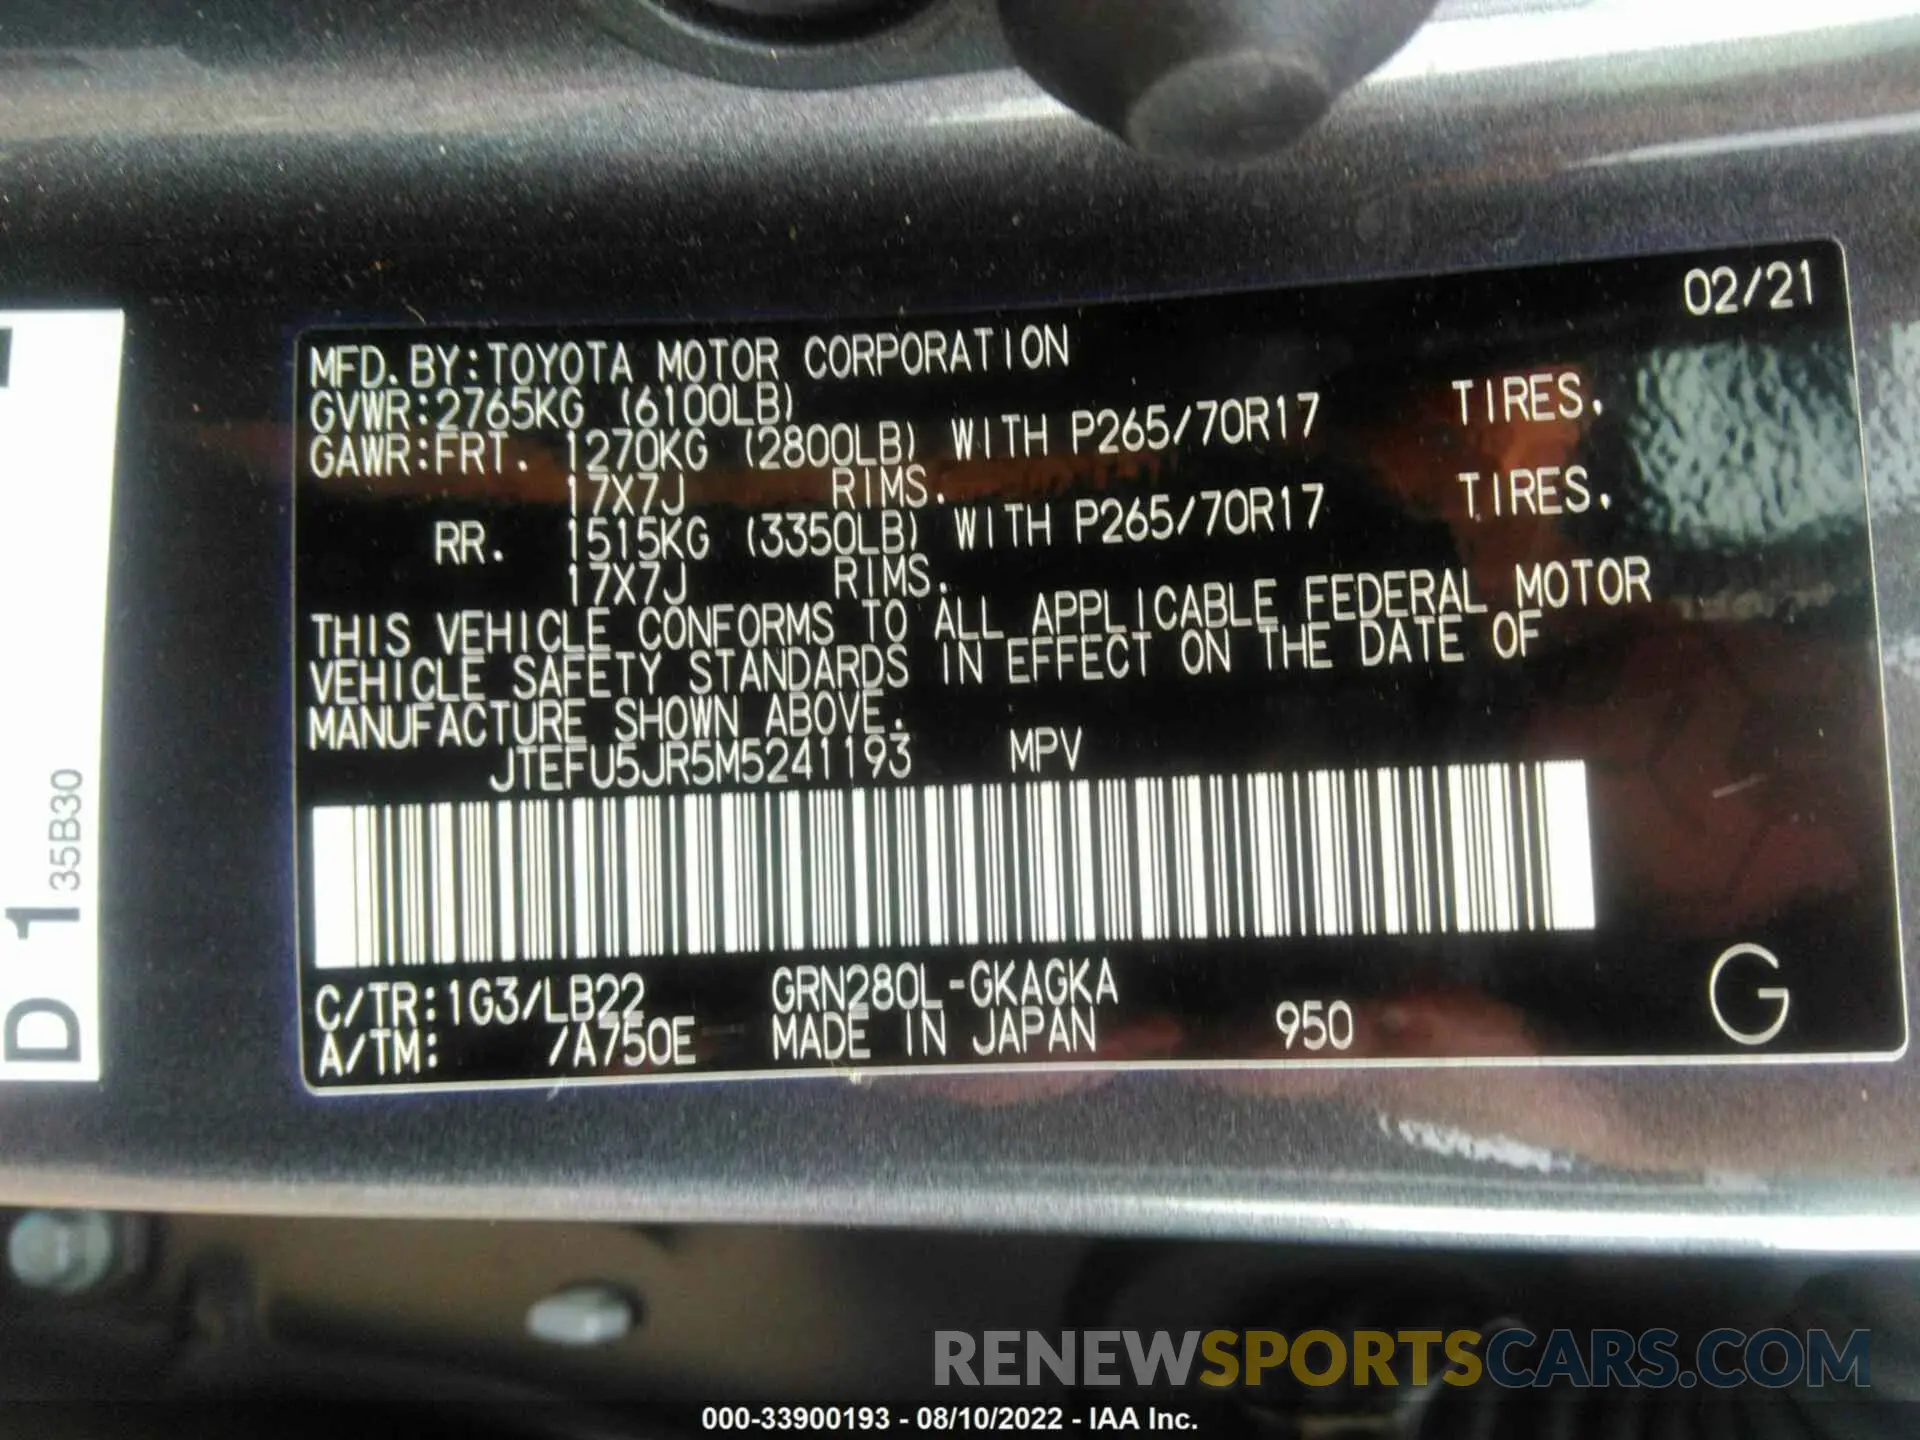 02/21
MFD.BY:TOYOTA MOTOR CORPORATION
GVWR:2765KG (6100LB)
GAWR:FRT. 1270KG (2800LB) WITH P265/70R17 TIRES.
17X7J RIMS.
RR. 1515KG (3350LB) WITH P265/70R17 TIRES.
17X7J RIMS.
THIS VEHICLE CONFORMS TO ALL APPLICABLE FEDERAL MOTOR
VEHICLE SAFETY STANDARDS IN EFFECT ON THE DATE OF
MANUFACTURE SHOWN ABOVE.
JTEFU5JR5M5241193 MPV
C/TR:1G3/LB22 GRN280L-GKAGKA
A/TM: /A750E MADE IN JAPAN 950 G
D1 35B30
RENEWSPORTSCARS.COM
000-33900193 - 08/10/2022 - IAA Inc.